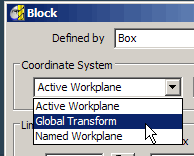 Block
Defined by Box
Coordinate System
Active Workplane
Active Workplane
Global Transform
Named Workplane